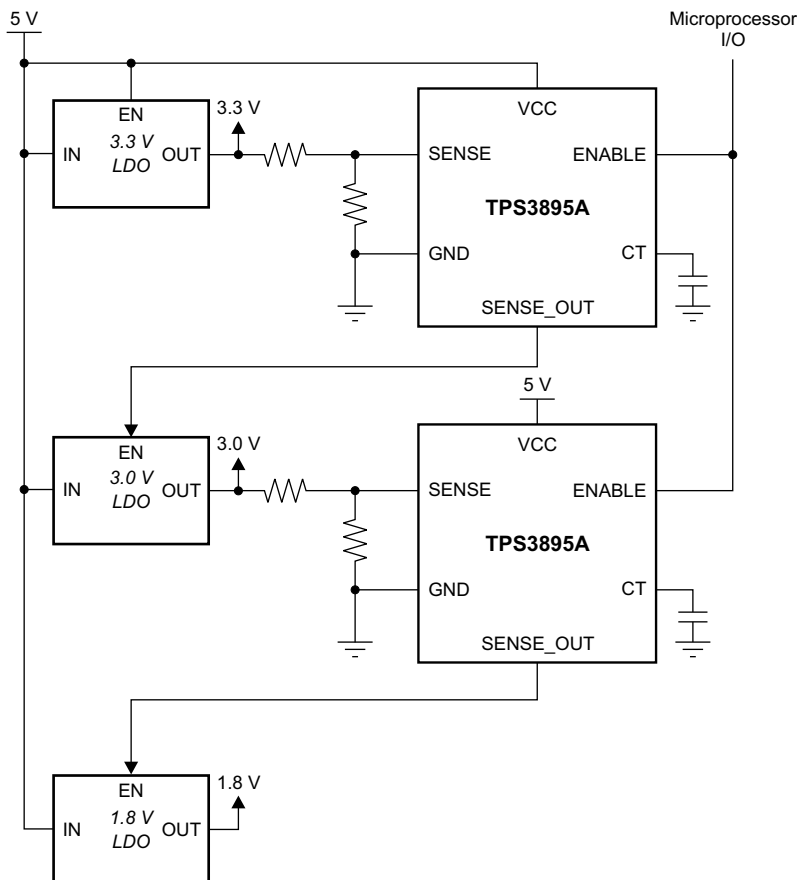 5 V
Microprocessor
I/O
EN
3.3 V
LDO
IN
OUT
3.3 V
VCC
SENSE
ENABLE
TPS3895A
GND
CT
SENSE_OUT
5 V
EN
3.0 V
LDO
IN
OUT
3.0 V
VCC
SENSE
ENABLE
TPS3895A
GND
CT
SENSE_OUT
EN
1.8 V
LDO
IN
OUT
1.8 V